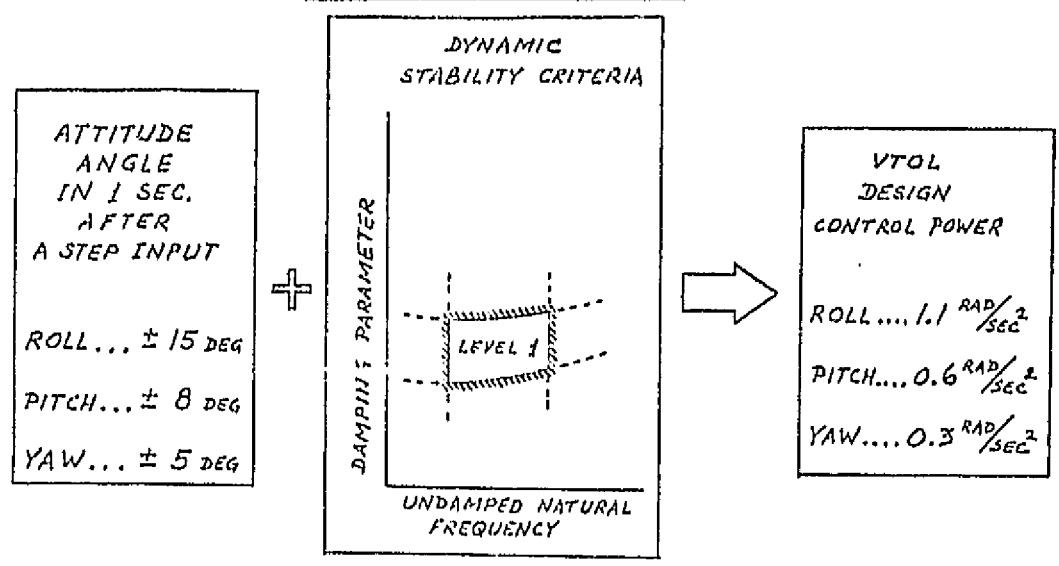 ATTITUDE
ANGLE
IN 1 SEC.
AFTER
A STEP INPUT
ROLL... ± 15 DEG
PITCH... ± 8 DEG
YAW... ± 5 DEG
+
DYNAMIC
STABILITY CRITERIA
DAMPING PARAMETER
LEVEL 1
UNDAMPED NATURAL
FREQUENCY
VTOL
DESIGN
CONTROL POWER
ROLL.... 1.1 RAD/SEC²
PITCH.... 0.6 RAD/SEC²
YAW.... RAD/SEC²